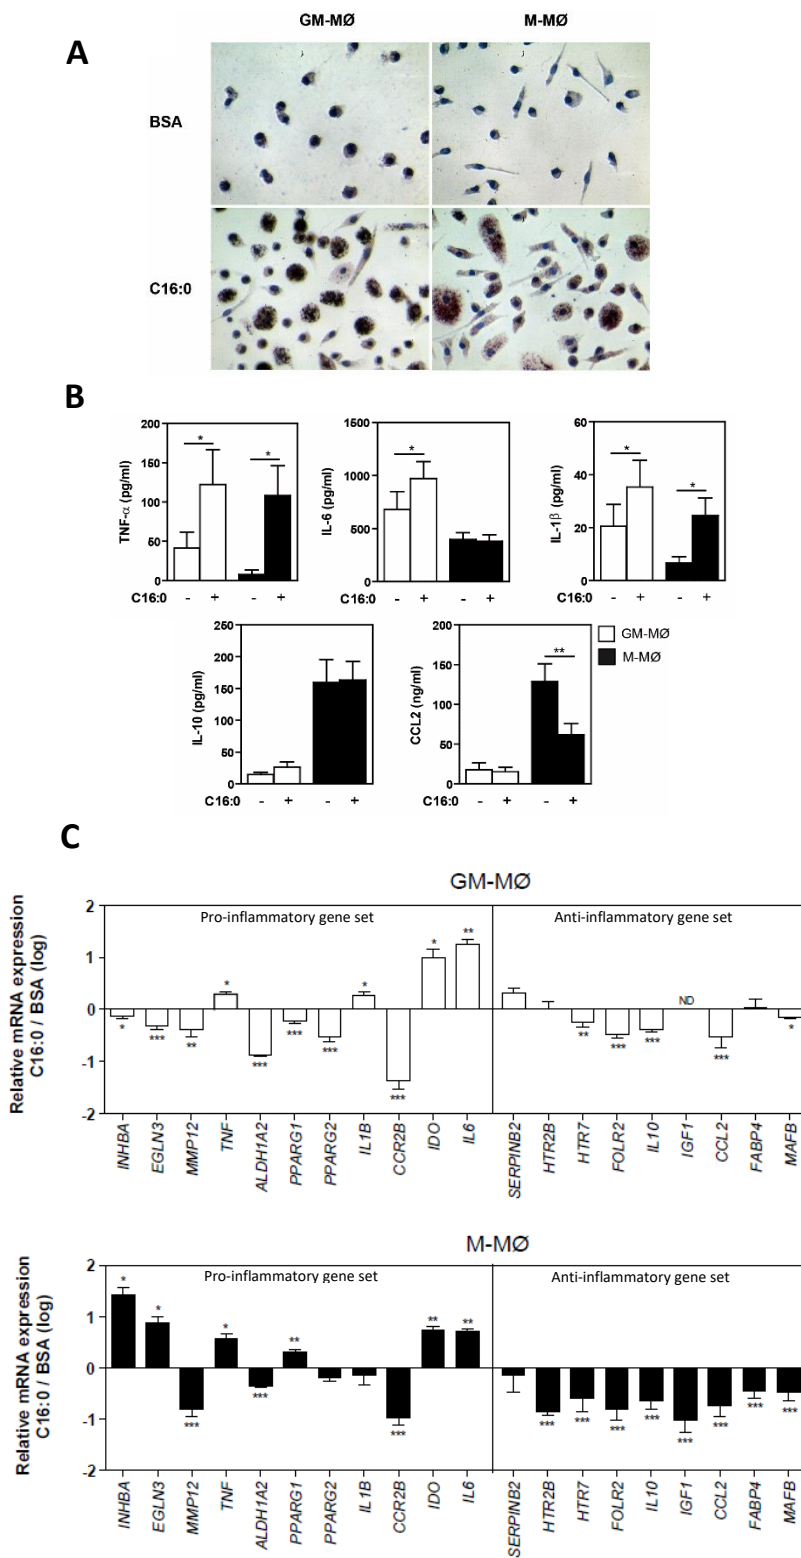 A
GM-MØ
M-MØ
BSA
C16:0
B
200
150
100
50
0
TNF-α (pg/ml)
*
*
C16:0
-
+
-
+
1500
1000
500
0
IL-6 (pg/ml)
*
C16:0
-
+
-
+
60
40
20
0
IL-1β (pg/ml)
*
*
C16:0
-
+
-
+
250
200
150
100
50
0
IL-10 (pg/ml)
C16:0
-
+
-
+
200
150
100
50
0
CCL2 (ng/ml)
**
C16:0
-
+
-
+
GM-MØ
M-MØ
C
GM-MØ
Relative mRNA expression
C16:0 / BSA (log)
2
1
0
-1
-2
Pro-inflammatory gene set
Anti-inflammatory gene set
*
***
**
*
***
***
***
*
***
*
**
**
***
***
ND
***
*
INHBA
EGLN3
MMP12
TNF
ALDH1A2
PPARG1
PPARG2
IL1B
CCR2B
IDO
IL6
SERPINB2
HTR2B
HTR7
FOLR2
IL10
IGF1
CCL2
FABP4
MAFB
M-MØ
Relative mRNA expression
C16:0 / BSA (log)
2
1
0
-1
-2
Pro-inflammatory gene set
Anti-inflammatory gene set
*
*
***
*
***
**
***
**
**
***
***
***
***
***
***
***
***
INHBA
EGLN3
MMP12
TNF
ALDH1A2
PPARG1
PPARG2
IL1B
CCR2B
IDO
IL6
SERPINB2
HTR2B
HTR7
FOLR2
IL10
IGF1
CCL2
FABP4
MAFB